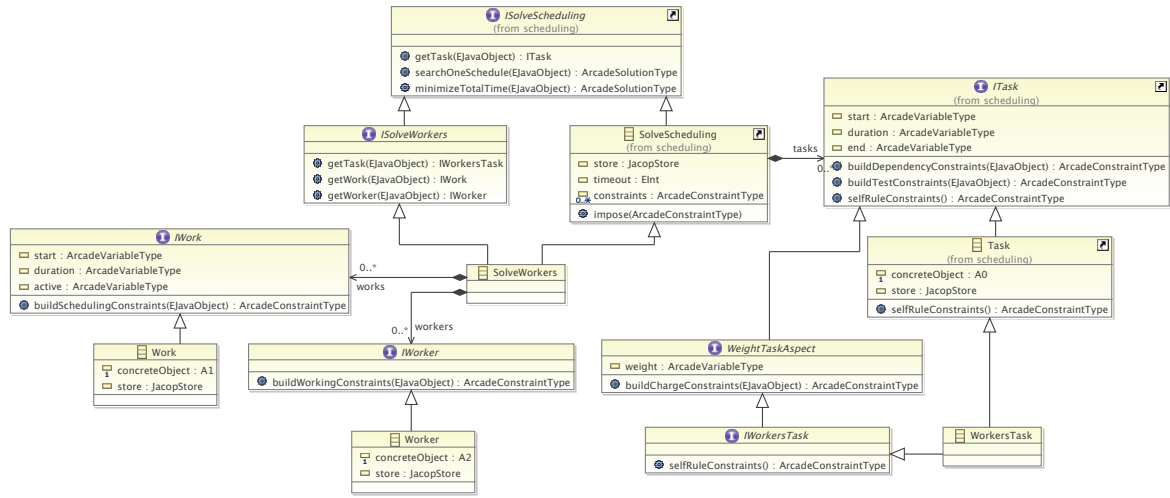 ISolveScheduling
(from scheduling)
getTask(EJavaObject) : ITask
searchOneSchedule(EJavaObject) : ArcadeSolutionType
minimizeTotalTime(EJavaObject) : ArcadeSolutionType
ISolveWorkers
getTask(EJavaObject) : IWorkersTask
getWork(EJavaObject) : IWork
getWorker(EJavaObject) : IWorker
SolveScheduling
(from scheduling)
store : JacopStore
timeout : EInt
constraints : ArcadeConstraintType
0..*
impose(ArcadeConstraintType)
tasks
0..*
ITask
(from scheduling)
start : ArcadeVariableType
duration : ArcadeVariableType
end : ArcadeVariableType
buildDependencyConstraints(EJavaObject) : ArcadeConstraintType
buildTestConstraints(EJavaObject) : ArcadeConstraintType
selfRuleConstraints() : ArcadeConstraintType
IWork
start : ArcadeVariableType
duration : ArcadeVariableType
active : ArcadeVariableType
buildSchedulingConstraints(EJavaObject) : ArcadeConstraintType
0..*
works
SolveWorkers
0..* workers
Task
(from scheduling)
concreteObject : A0
1
store : JacopStore
selfRuleConstraints() : ArcadeConstraintType
Work
concreteObject : A1
1
store : JacopStore
IWorker
buildWorkingConstraints(EJavaObject) : ArcadeConstraintType
WeightTaskAspect
weight : ArcadeVariableType
buildChargeConstraints(EJavaObject) : ArcadeConstraintType
Worker
concreteObject : A2
1
store : JacopStore
IWorkersTask
selfRuleConstraints() : ArcadeConstraintType
WorkersTask